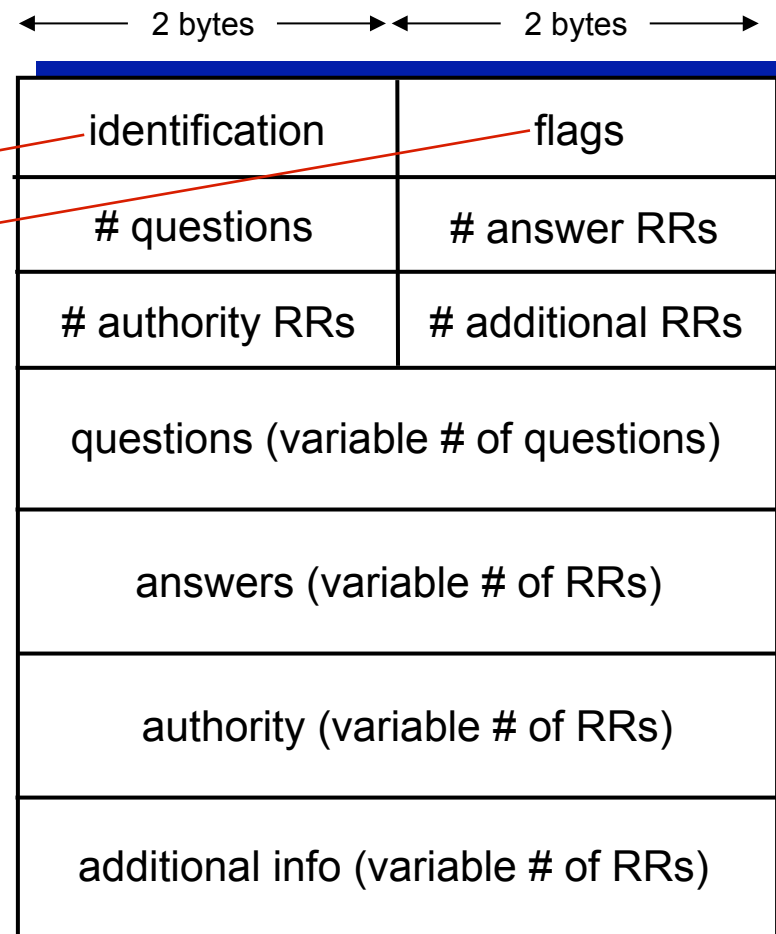 2 bytes 2 bytes
identification flags
# questions # answer RRs
# authority RRs # additional RRs
questions (variable # of questions)
answers (variable # of RRs)
authority (variable # of RRs)
additional info (variable # of RRs)